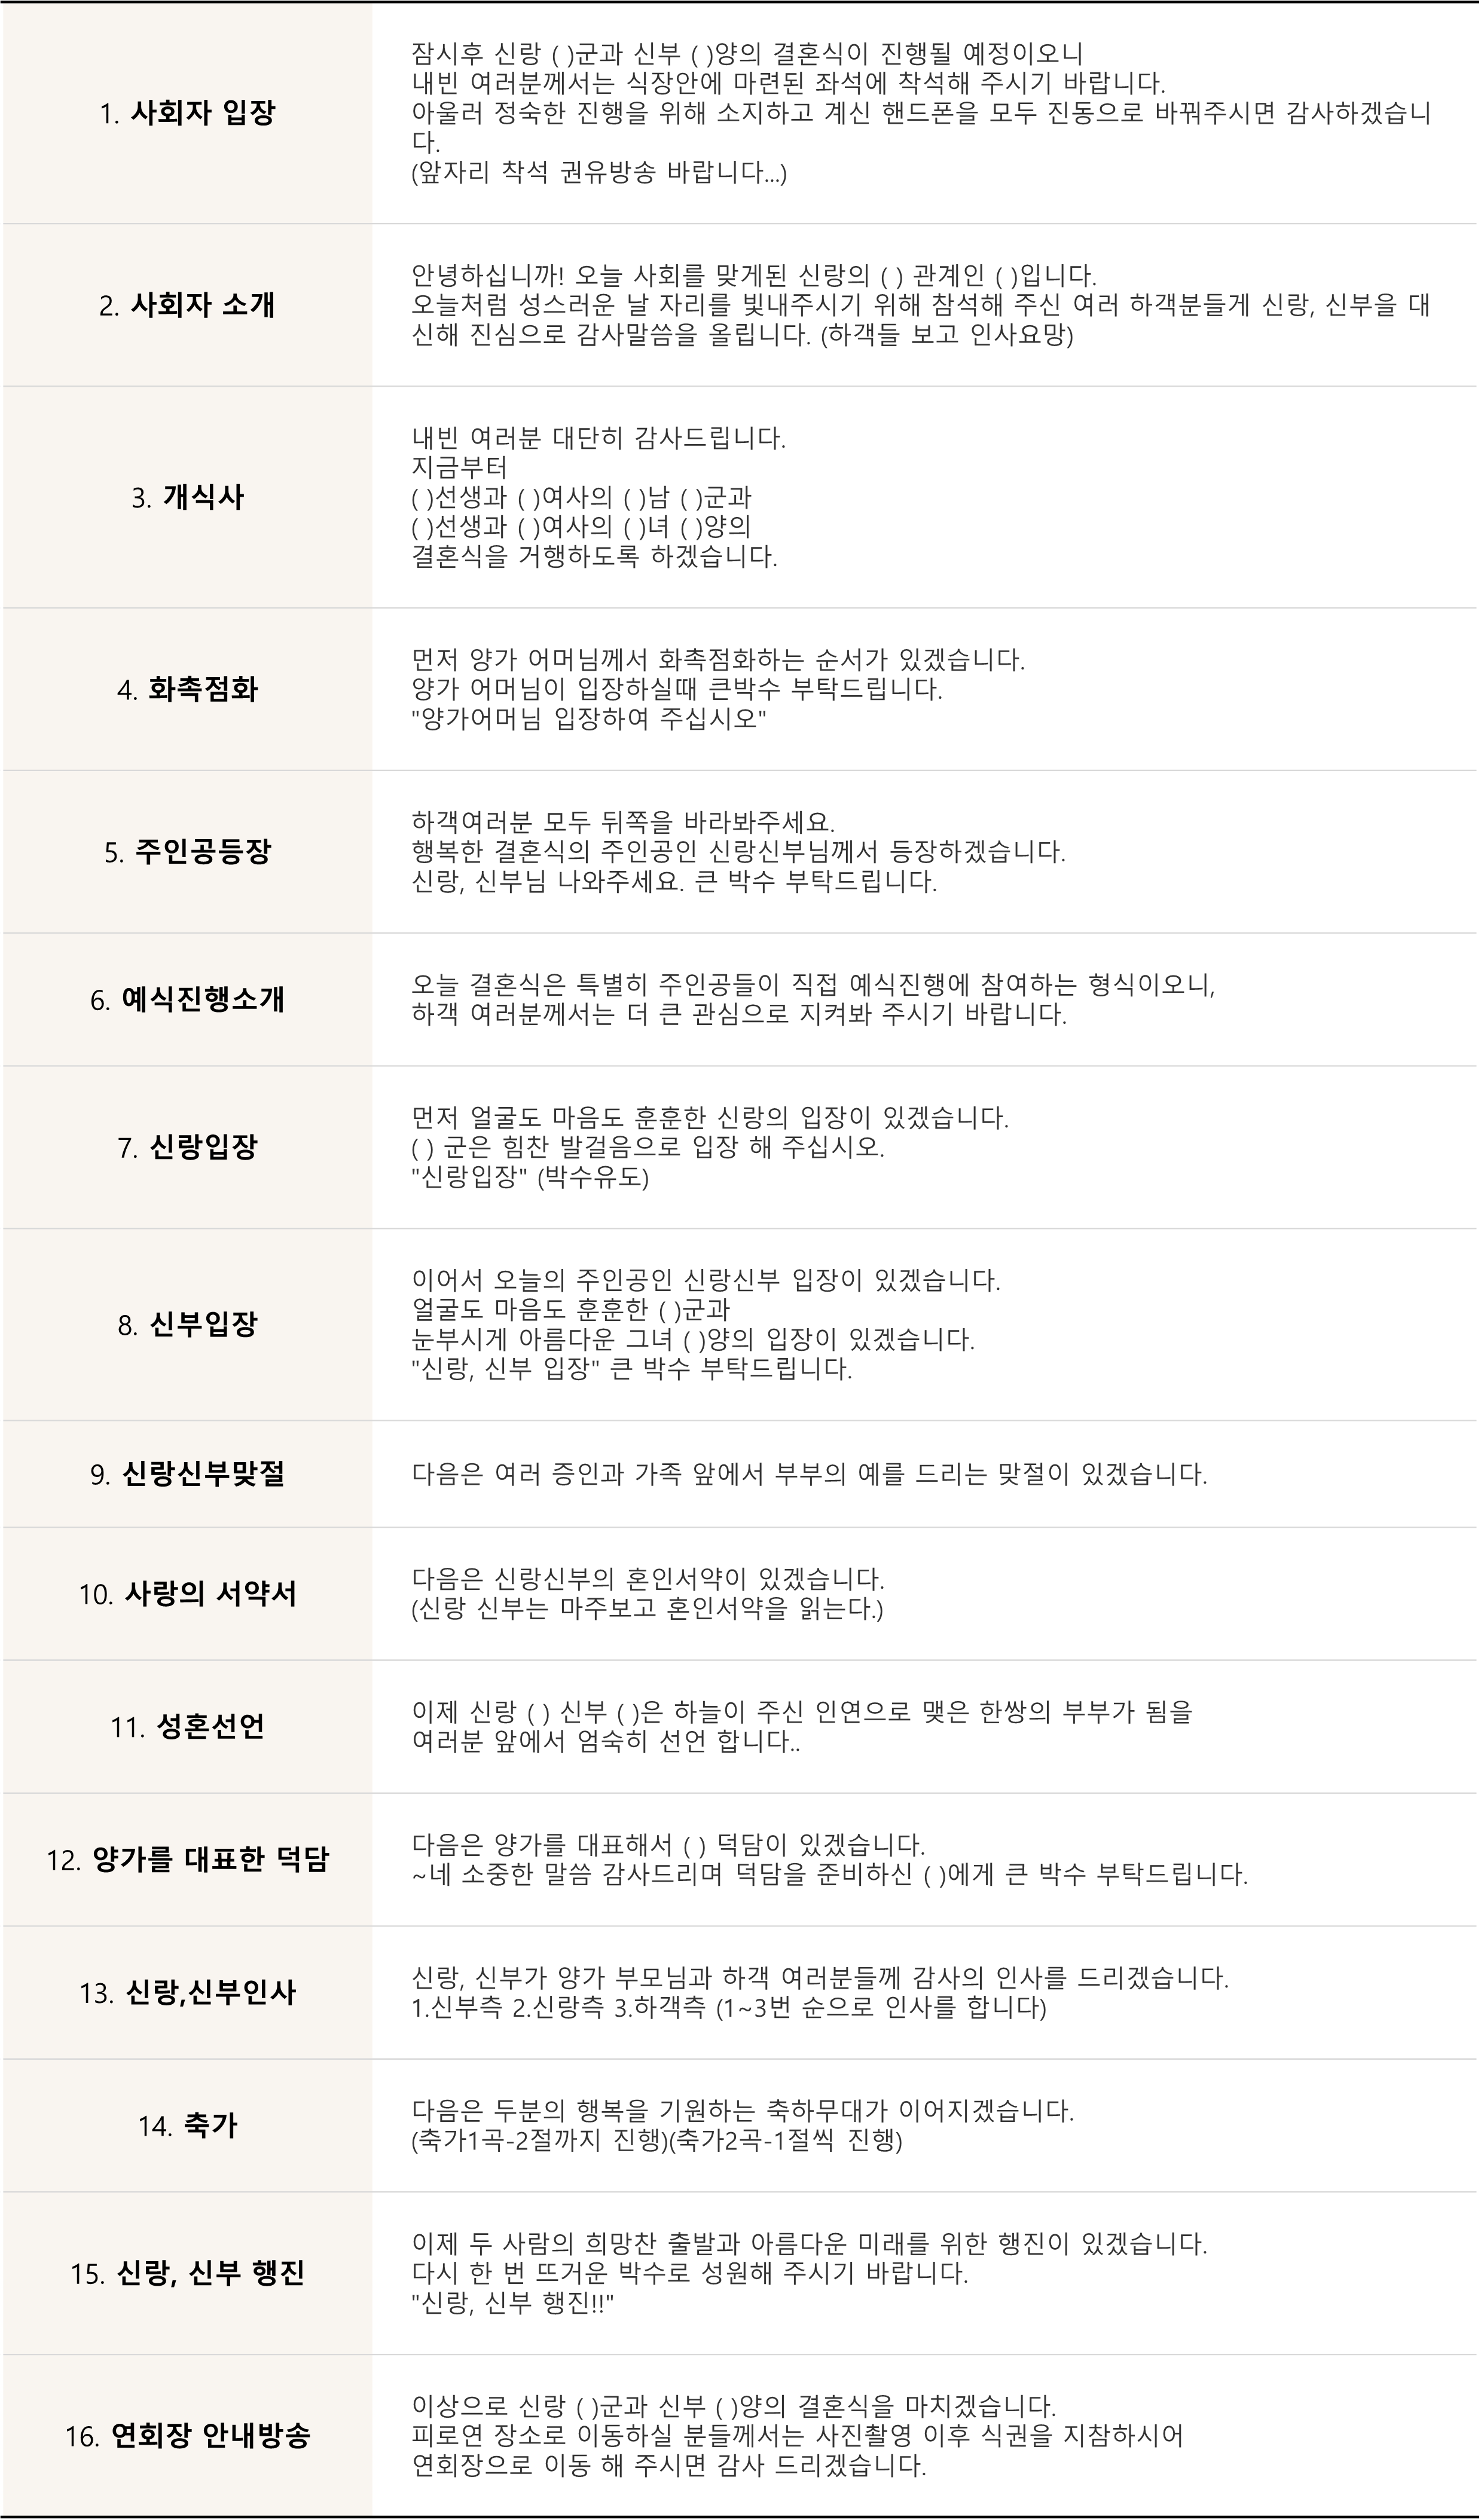 1. 사회자 입장
잠시후 신랑 ( )군과 신부 ( )양의 결혼식이 진행될 예정이오니
내빈 여러분께서는 식장안에 마련된 좌석에 착석해 주시기 바랍니다.
아울러 정숙한 진행을 위해 소지하고 계신 핸드폰을 모두 진동으로 바꿔주시면 감사하겠습니
다.
(앞자리 착석 권유방송 바랍니다...)
2. 사회자 소개
안녕하십니까! 오늘 사회를 맞게된 신랑의 ( ) 관계인 ( )입니다.
오늘처럼 성스러운 날 자리를 빛내주시기 위해 참석해 주신 여러 하객분들게 신랑, 신부을 대
신해 진심으로 감사말씀을 올립니다. (하객들 보고 인사요망)
3. 개식사
내빈 여러분 대단히 감사드립니다.
지금부터
( )선생과 ( )여사의 ( )남 ( )군과
( )선생과 ( )여사의 ( )녀 ( )양의
결혼식을 거행하도록 하겠습니다.
4. 화촉점화
먼저 양가 어머님께서 화촉점화하는 순서가 있겠습니다.
양가 어머님이 입장하실때 큰박수 부탁드립니다.
"양가어머님 입장하여 주십시오"
5. 주인공등장
하객여러분 모두 뒤쪽을 바라봐주세요.
행복한 결혼식의 주인공인 신랑신부님께서 등장하겠습니다.
신랑, 신부님 나와주세요. 큰 박수 부탁드립니다.
6. 예식진행소개
오늘 결혼식은 특별히 주인공들이 직접 예식진행에 참여하는 형식이오니,
하객 여러분께서는 더 큰 관심으로 지켜봐 주시기 바랍니다.
7. 신랑입장
먼저 얼굴도 마음도 훈훈한 신랑의 입장이 있겠습니다.
( ) 군은 힘찬 발걸음으로 입장 해 주십시오.
"신랑입장" (박수유도)
8. 신부입장
이어서 오늘의 주인공인 신랑신부 입장이 있겠습니다.
얼굴도 마음도 훈훈한 ( )군과
눈부시게 아름다운 그녀 ( )양의 입장이 있겠습니다.
"신랑, 신부 입장" 큰 박수 부탁드립니다.
9. 신랑신부맞절
다음은 여러 증인과 가족 앞에서 부부의 예를 드리는 맞절이 있겠습니다.
10. 사랑의 서약서
다음은 신랑신부의 혼인서약이 있겠습니다.
(신랑 신부는 마주보고 혼인서약을 읽는다.)
11. 성혼선언
이제 신랑 ( ) 신부 ( )은 하늘이 주신 인연으로 맺은 한쌍의 부부가 됨을
여러분 앞에서 엄숙히 선언 합니다..
12. 양가를 대표한 덕담
다음은 양가를 대표해서 ( ) 덕담이 있겠습니다.
~네 소중한 말씀 감사드리며 덕담을 준비하신 ( )에게 큰 박수 부탁드립니다.
13. 신랑,신부인사
신랑, 신부가 양가 부모님과 하객 여러분들께 감사의 인사를 드리겠습니다.
1.신부측 2.신랑측 3.하객측 (1~3번 순으로 인사를 합니다)
14. 축가
다음은 두분의 행복을 기원하는 축하무대가 이어지겠습니다.
(축가1곡-2절까지 진행)(축가2곡-1절씩 진행)
15. 신랑, 신부 행진
이제 두 사람의 희망찬 출발과 아름다운 미래를 위한 행진이 있겠습니다.
다시 한 번 뜨거운 박수로 성원해 주시기 바랍니다.
"신랑, 신부 행진!!"
16. 연회장 안내방송
이상으로 신랑 ( )군과 신부 ( )양의 결혼식을 마치겠습니다.
피로연 장소로 이동하실 분들께서는 사진촬영 이후 식권을 지참하시어
연회장으로 이동 해 주시면 감사 드리겠습니다.